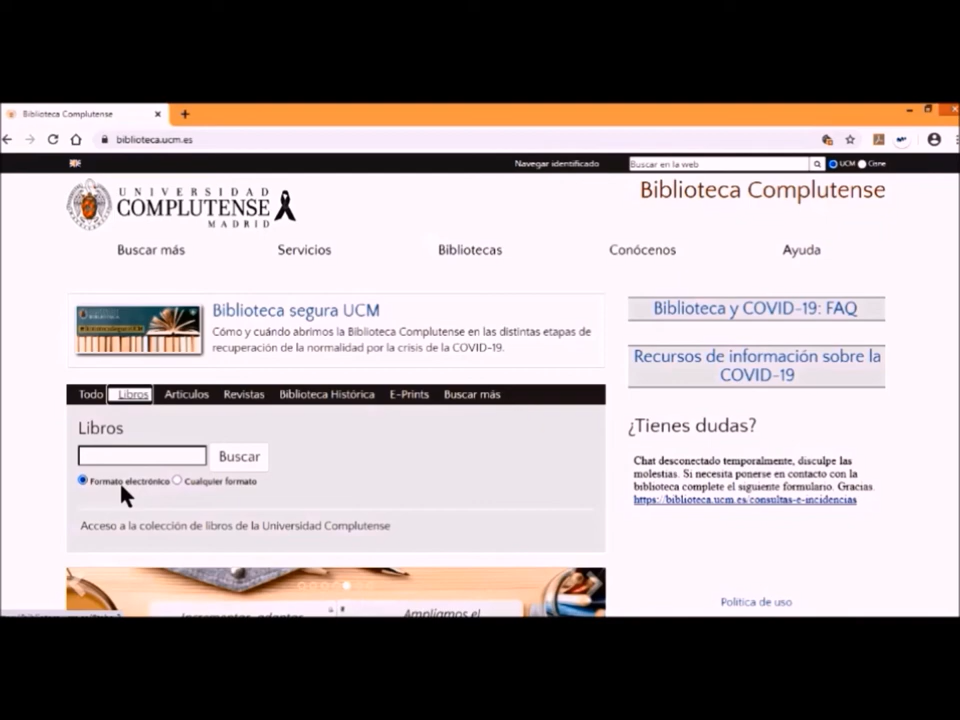 Biblioteca Complutense
biblioteca.ucm.es
Navegar identificado
Buscar en la web
UCM
Cisne
UNIVERSIDAD
COMPLUTENSE
MADRID
Biblioteca Complutense
Buscar más
Servicios
Bibliotecas
Conócenos
Ayuda
Biblioteca segura UCM
Cómo y cuándo abrimos la Biblioteca Complutense en las distintas etapas de
recuperación de la normalidad por la crisis de la COVID-19.
Biblioteca y COVID-19: FAQ
Recursos de información sobre la
COVID-19
Todo
Libros
Artículos
Revistas
Biblioteca Histórica
E-Prints
Buscar más
Libros
Buscar
Formato electrónico
Cualquier formato
Acceso a la colección de libros de la Universidad Complutense
¿Tienes dudas?
Chat desconectado temporalmente, disculpe las
molestias. Si necesita ponerse en contacto con la
biblioteca complete el siguiente formulario. Gracias.
https://biblioteca.ucm.es/consultas-e-incidencias
Ampliamos el
Política de uso